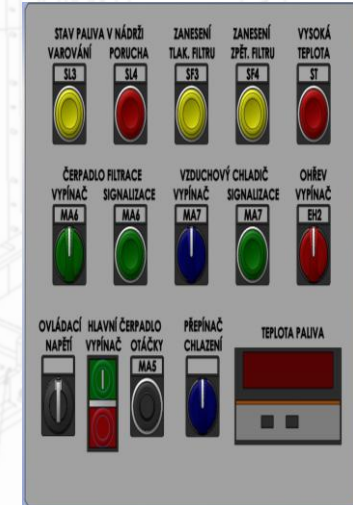 STAV PALIVA V NÁDRŽI ZANESENÍ ZANESENÍ VYSOKÁ
VAROVÁNÍ PORUCHA TLAK. FILTRU ZPĚT. FILTRU TEPLOTA
SL3 SL4 SF3 SF4 ST
ČERPADLO FILTRACE VZDUCHOVÝ CHLADIČ OHŘEV
VYPÍNAČ SIGNALIZACE VYPÍNAČ SIGNALIZACE VYPÍNAČ
MA6 MA6 MA7 MA7 EH2
OVLÁDACÍ HLAVNÍ ČERPADLO PŘEPÍNAČ TEPLOTA PALIVA
NAPĚTÍ VYPÍNAČ OTÁČKY CHLAZENÍ
MA5